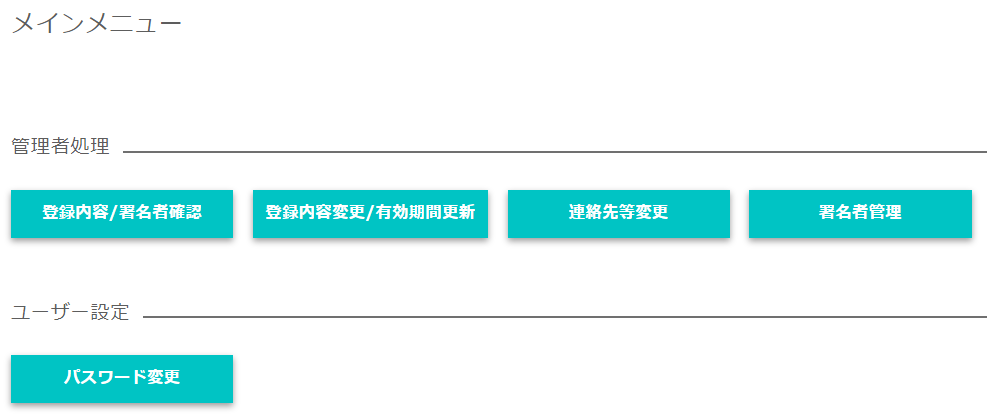 メインメニュー
管理者処理
登録内容/署名者確認
登録内容変更/有効期間更新
連絡先等変更
署名者管理
ユーザー設定
パスワード変更